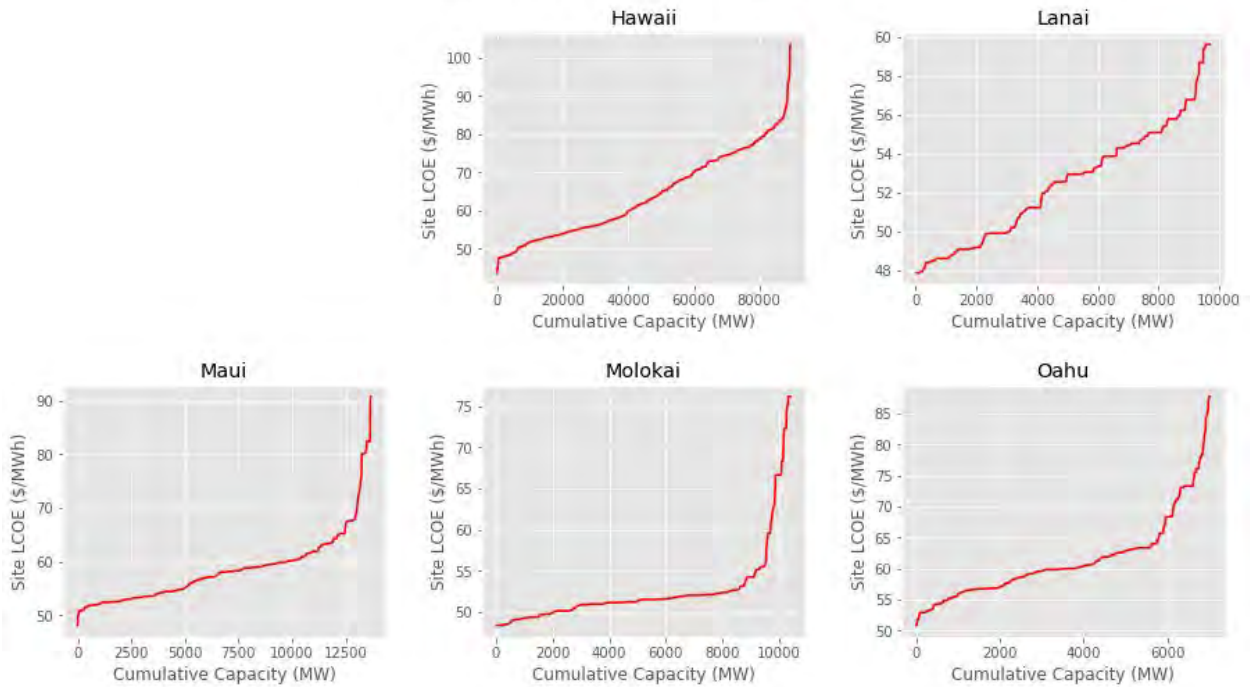 Hawaii
Site LCOE ($/MWh)
100
90
80
70
60
50
0 20000 40000 60000 80000
Cumulative Capacity (MW)
Lanai
Site LCOE ($/MWh)
60
58
56
54
52
50
48
0 2000 4000 6000 8000 10000
Cumulative Capacity (MW)
Maui
Site LCOE ($/MWh)
90
80
70
60
50
0 2500 5000 7500 10000 12500
Cumulative Capacity (MW)
Molokai
Site LCOE ($/MWh)
75
70
65
60
55
50
0 2000 4000 6000 8000 10000
Cumulative Capacity (MW)
Oahu
Site LCOE ($/MWh)
85
80
75
70
65
60
55
50
0 2000 4000 6000
Cumulative Capacity (MW)